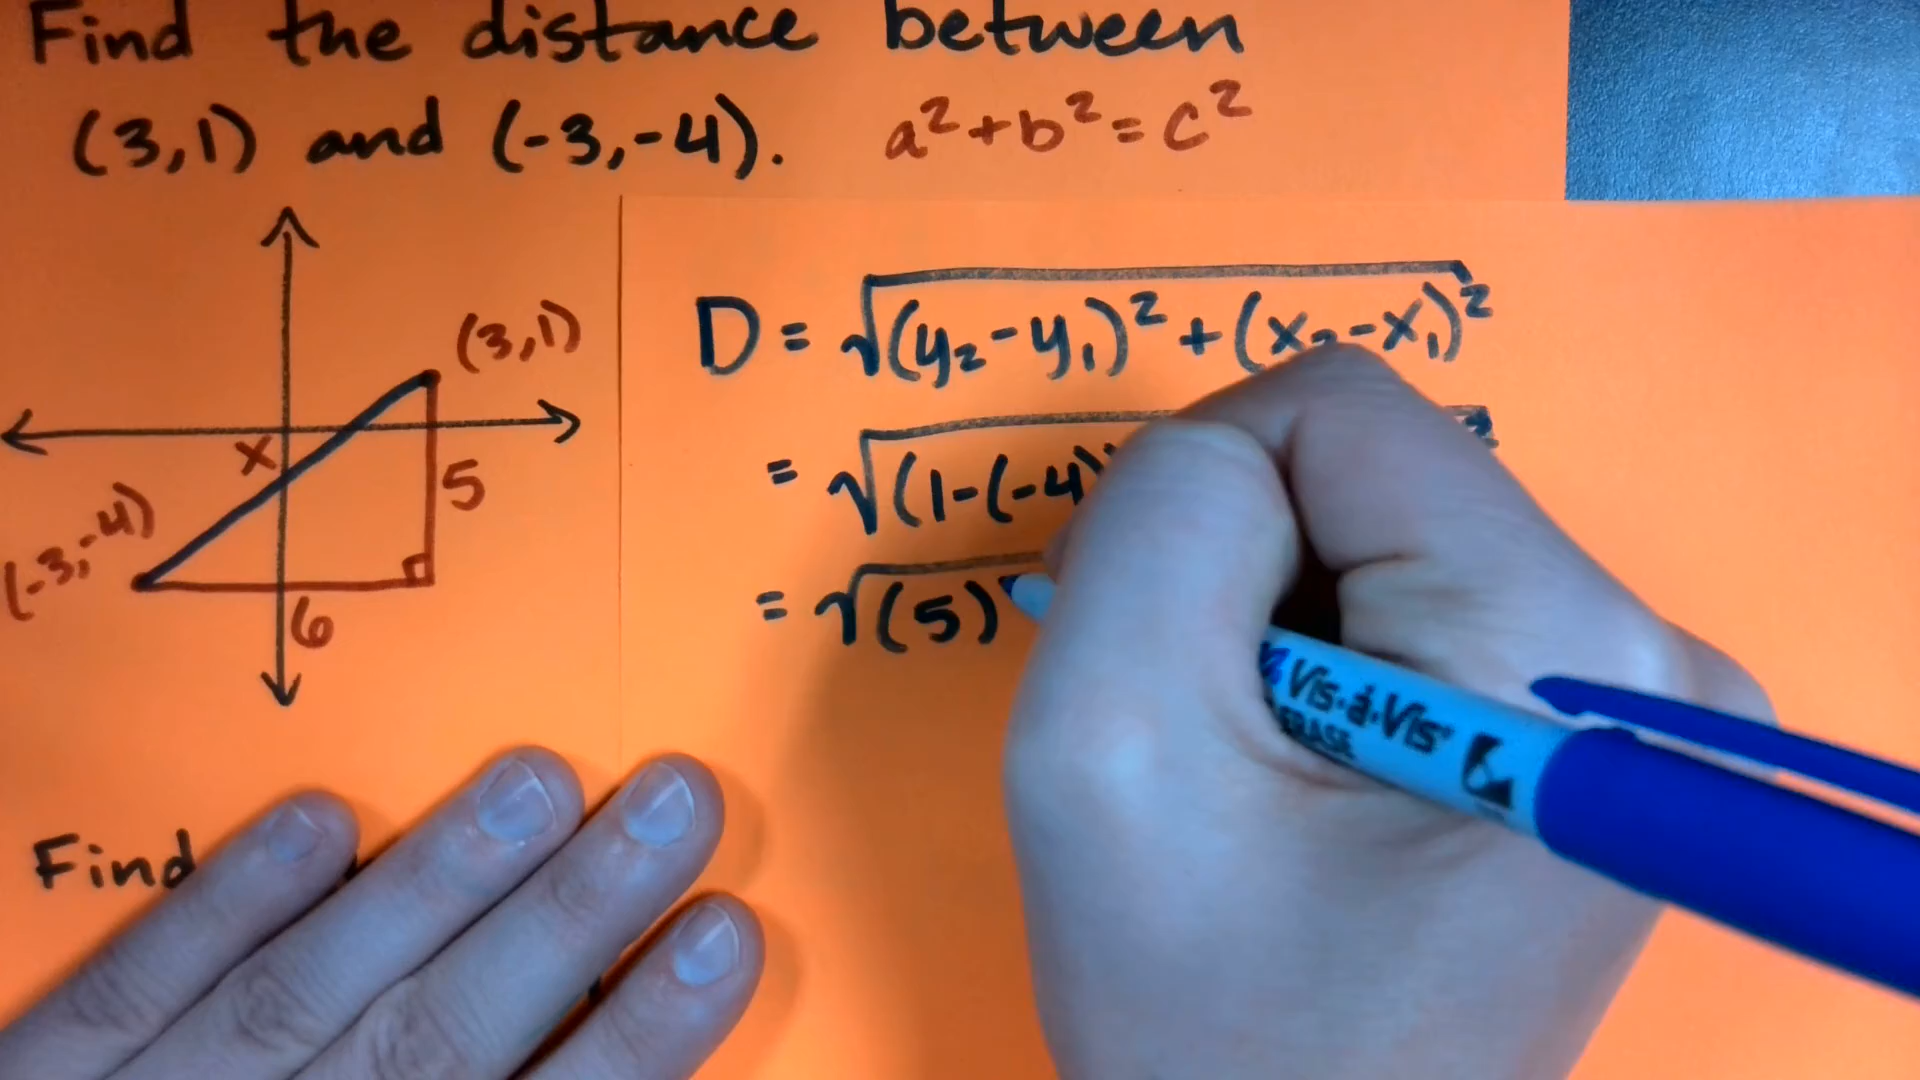 Find the distance between
(3,1) and (-3,-4).
a²+b²=c²
(3,1)
x
5
(-3,-4)
6
D = √(y₂-y₁)² + (x₂-x₁)²
= √(1-(-4)
= √(5)
Vis·à·Vis
Find